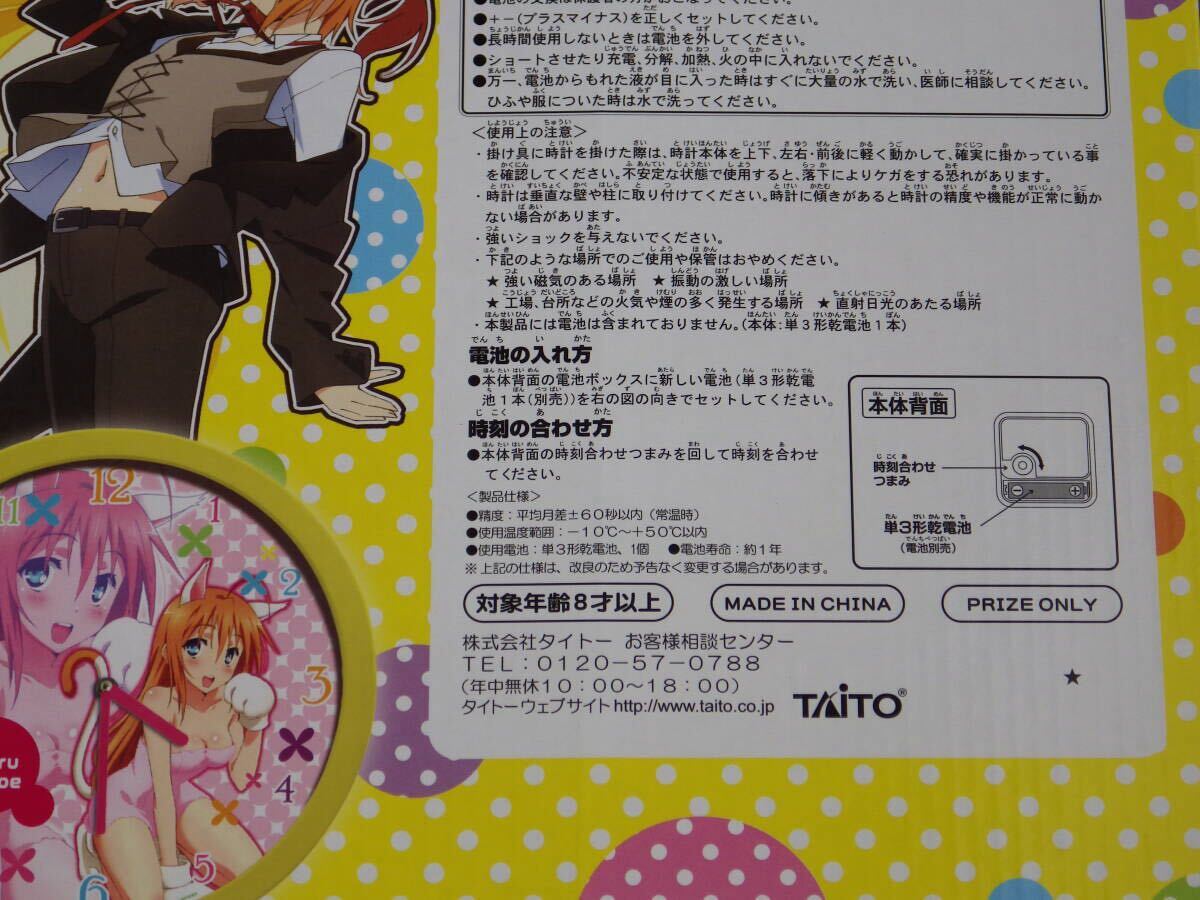 ●電池の交換は保護者の方がおこなってください。
●＋－(プラスマイナス)を正しくセットしてください。
●長時間使用しないときは電池を外してください。
●ショートさせたり充電、分解、加熱、火の中に入れないでください。
●万一、電池からもれた液が目に入った時はすぐに大量の水で洗い、医師に相談してください。
ひふや服についた時は水で洗ってください。
＜使用上の注意＞
・掛け具に時計を掛けた際は、時計本体を上下、左右・前後に軽く動かして、確実に掛かっている事
を確認してください。不安定な状態で使用すると、落下によりケガをする恐れがあります。
・時計は垂直な壁や柱に取り付けてください。時計に傾きがあると時計の精度や機能が正常に動か
ない場合があります。
・強いショックを与えないでください。
・下記のような場所でのご使用や保管はおやめください。
★ 強い磁気のある場所 ★ 振動の激しい場所
★ 工場、台所などの火気や煙の多く発生する場所 ★ 直射日光のあたる場所
・本製品には電池は含まれておりません。(本体:単3形乾電池1本)
電池の入れ方
●本体背面の電池ボックスに新しい電池(単3形乾電
池1本(別売))を右の図の向きでセットしてください。
時刻の合わせ方
●本体背面の時刻合わせつまみを回して時刻を合わせ
てください。
＜製品仕様＞
●精度：平均月差±60秒以内（常温時）
●使用温度範囲：－10℃～＋50℃以内
●使用電池：単3形乾電池、1個 ●電池寿命：約1年
※上記の仕様は、改良のため予告なく変更する場合があります。
本体背面
時刻合わせ
つまみ
単3形乾電池
(電池別売)
対象年齢8才以上
MADE IN CHINA
PRIZE ONLY
株式会社タイトー お客様相談センター
TEL：0120－57－0788
(年中無休10：00～18：00)
タイトーウェブサイト http://www.taito.co.jp
TAITO®
★
11 12 1
2
3
4
5
6